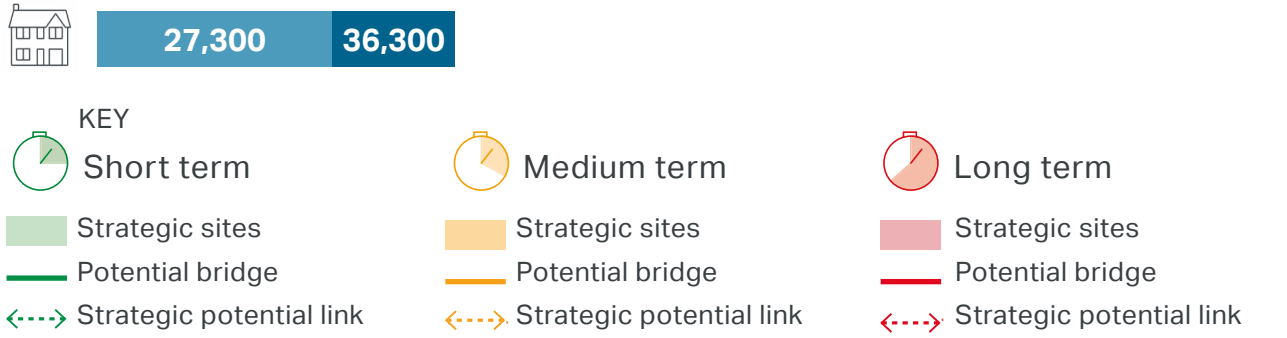 27,300 36,300
KEY
Short term Medium term Long term
Strategic sites Strategic sites Strategic sites
Potential bridge Potential bridge Potential bridge
Strategic potential link Strategic potential link Strategic potential link